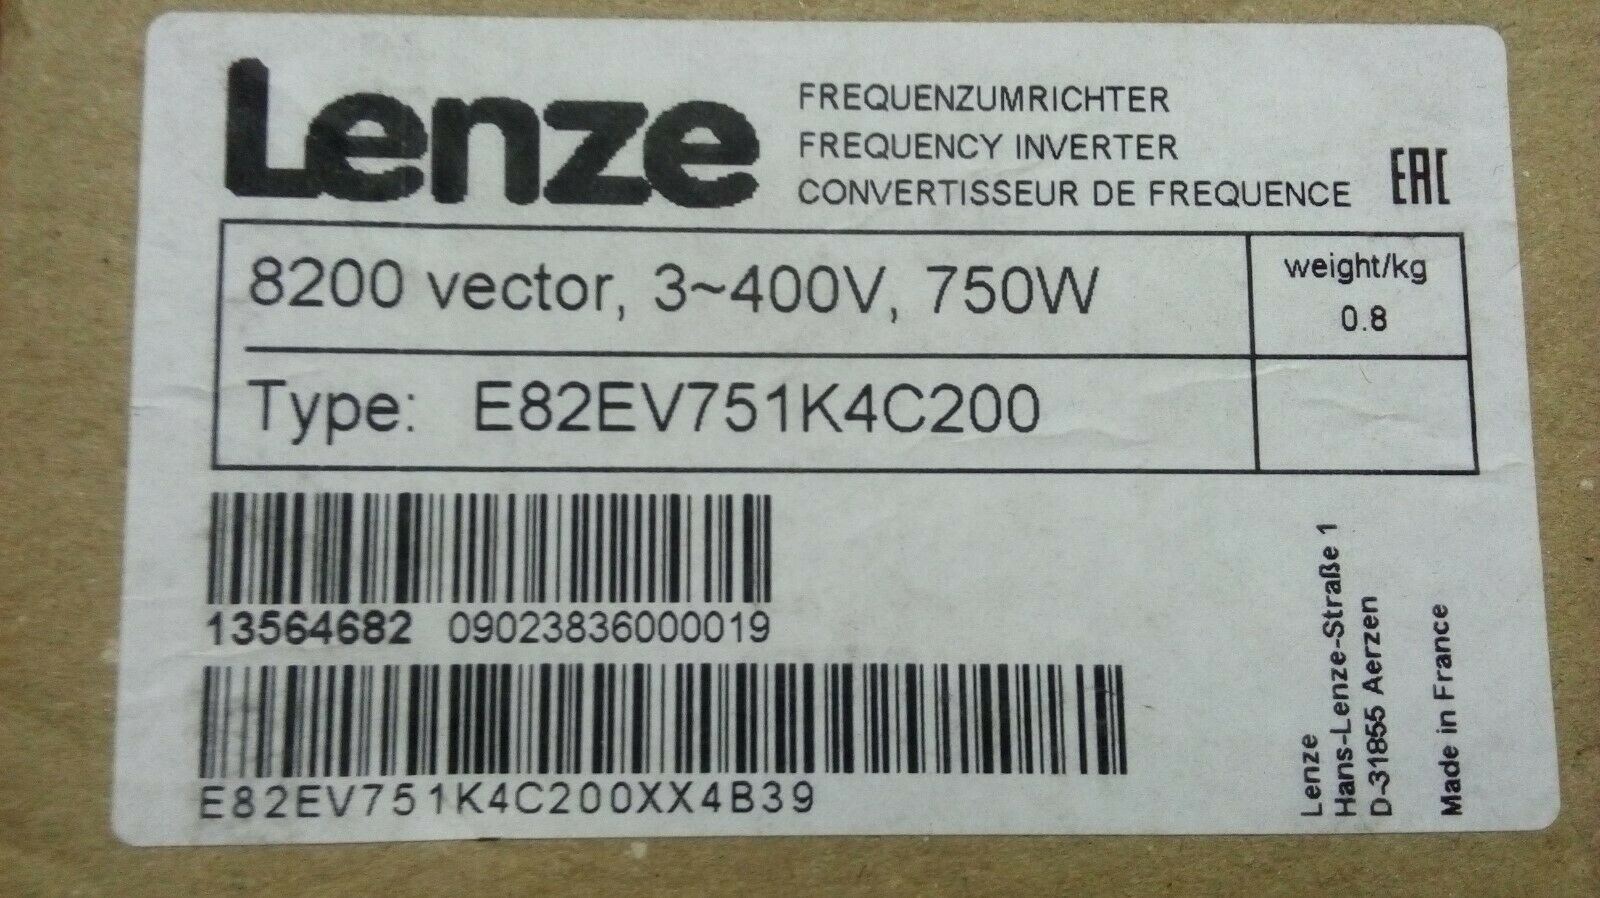 Lenze
FREQUENZUMRICHTER
FREQUENCY INVERTER
CONVERTISSEUR DE FREQUENCE
EAC
8200 vector, 3~400V, 750W
weight/kg
0.8
Type: E82EV751K4C200
13564682 09023836000019
E82EV751K4C200XX4B39
Lenze
Hans-Lenze-Straße 1
D-31855 Aerzen
Made in France